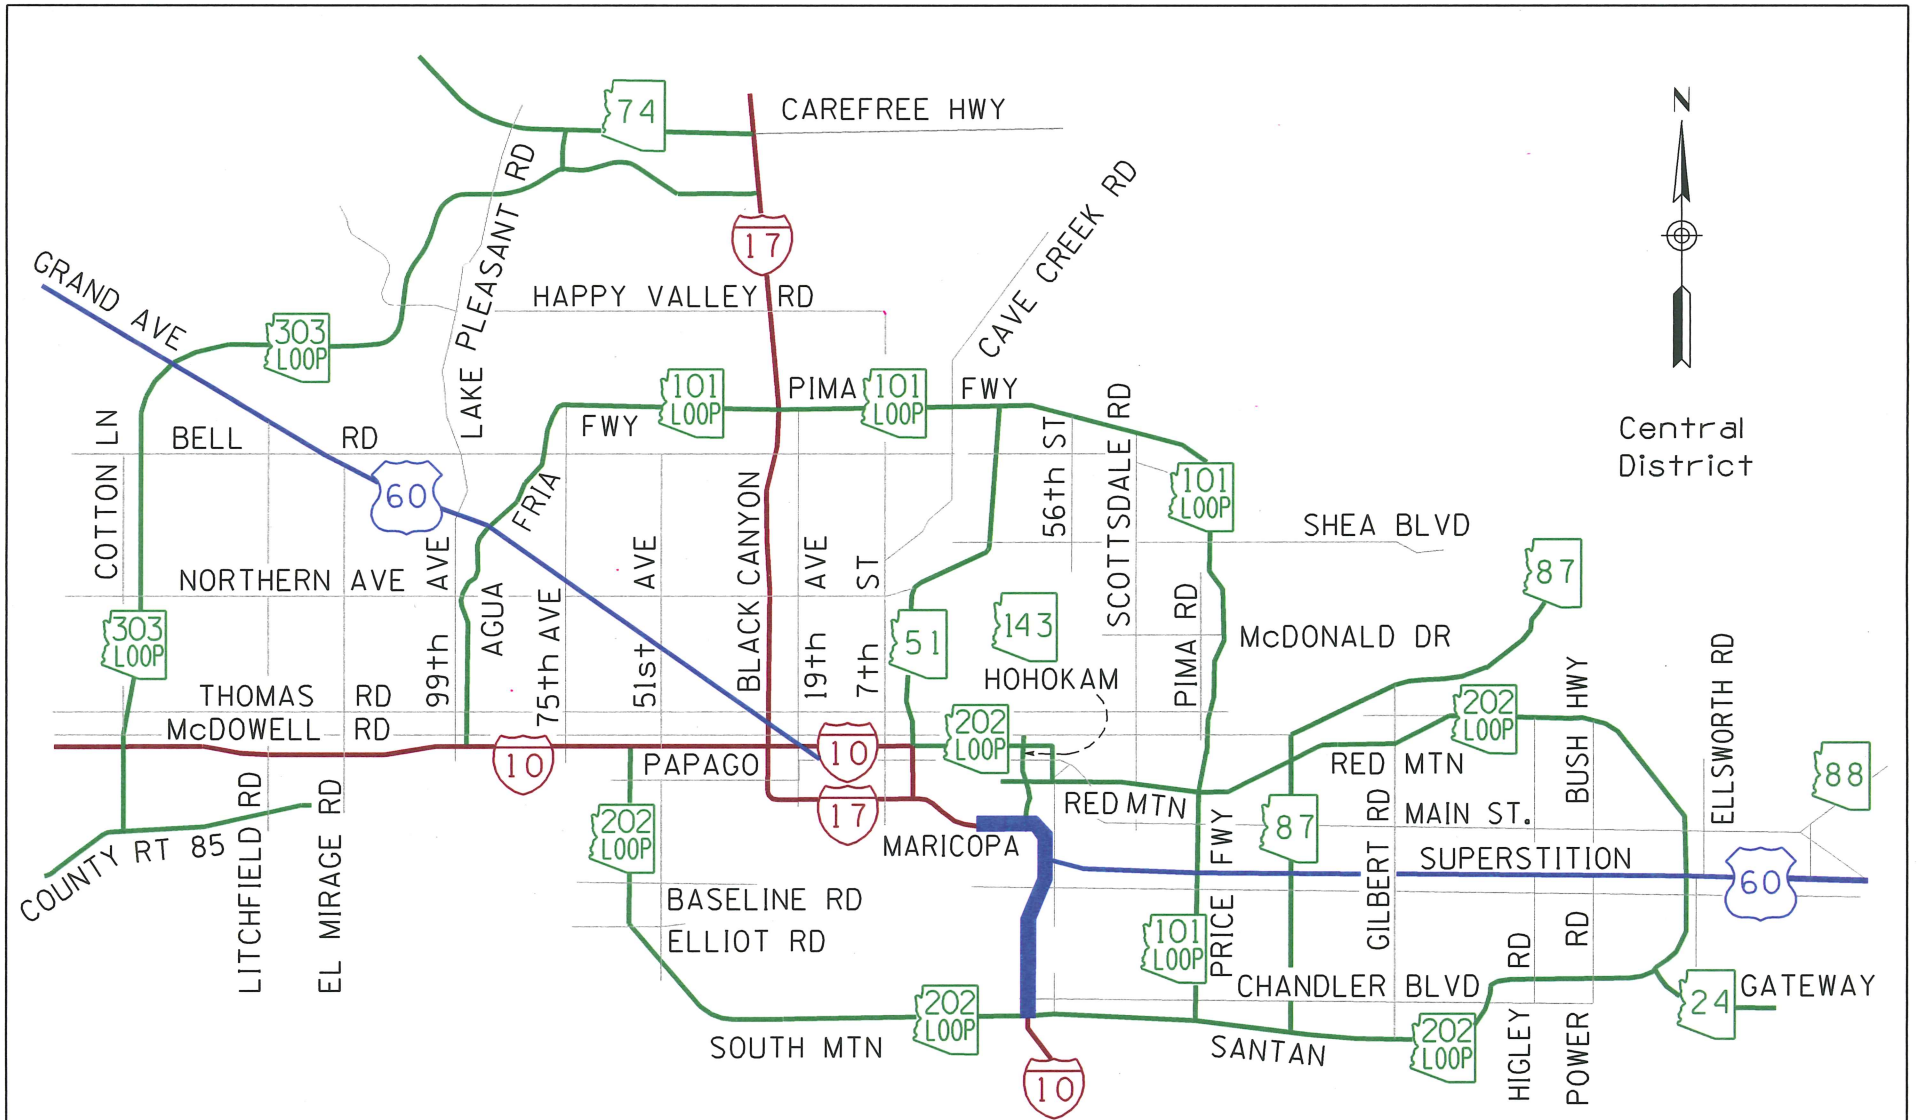 N
74
CAREFREE HWY
LAKE PLEASANT RD
17
CAVE CREEK RD
GRAND AVE
HAPPY VALLEY RD
303
LOOP
101
LOOP
PIMA
101
LOOP
FWY
FWY
Central
District
BELL RD
COTTON LN
60
AGUA FRIA
BLACK CANYON
56th ST
SCOTTSDALE RD
101
LOOP
SHEA BLVD
NORTHERN AVE
99th AVE
75th AVE
51st AVE
19th AVE
7th ST
87
303
LOOP
51
143
HOHOKAM
PIMA RD
McDONALD DR
THOMAS RD
McDOWELL RD
202
LOOP
202
LOOP
BUSH HWY
ELLSWORTH RD
10
PAPAGO
10
RED MTN
88
RED MTN
17
MARICOPA
202
LOOP
COUNTY RT 85
LITCHFIELD RD
EL MIRAGE RD
87
GILBERT RD
MAIN ST.
SUPERSTITION
60
BASELINE RD
ELLIOT RD
101
LOOP
PRICE FWY
CHANDLER BLVD
HIGLEY RD
POWER RD
24
GATEWAY
202
LOOP
SOUTH MTN
SANTAN
202
LOOP
10